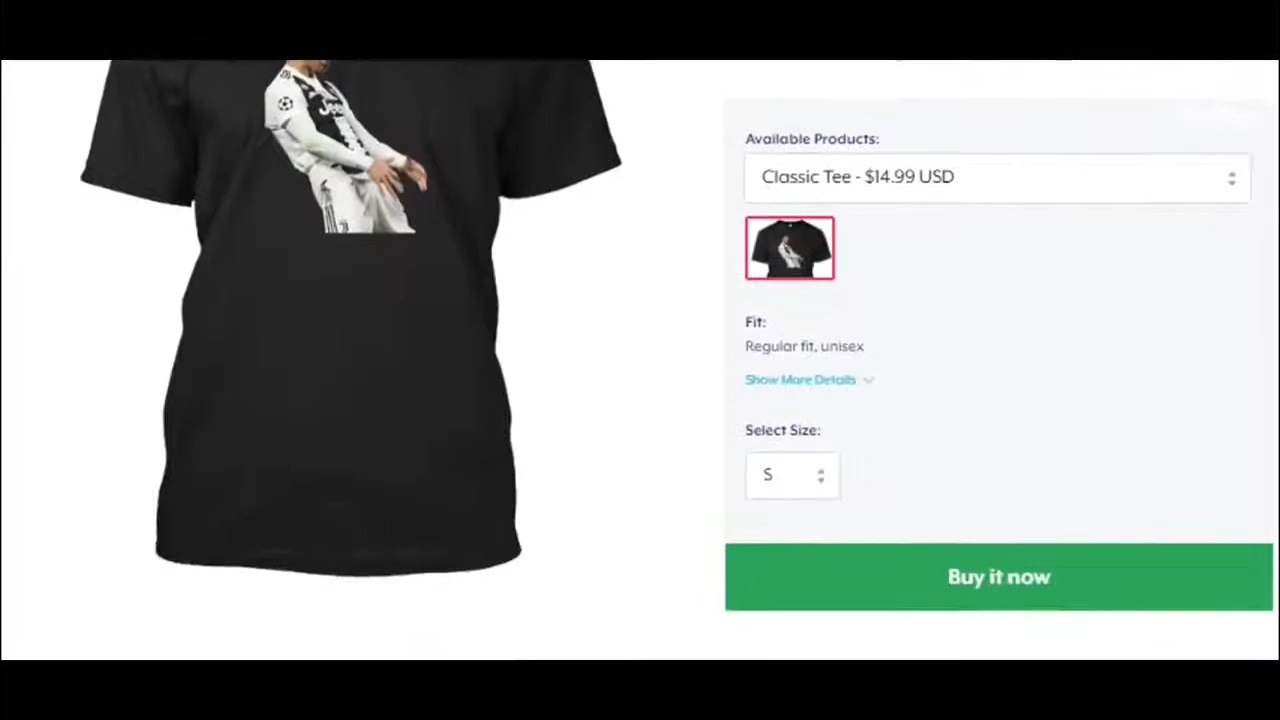 Jeep
Available Products:
Classic Tee - $14.99 USD
Fit:
Regular fit, unisex
Show More Details
Select Size:
S
Buy it now